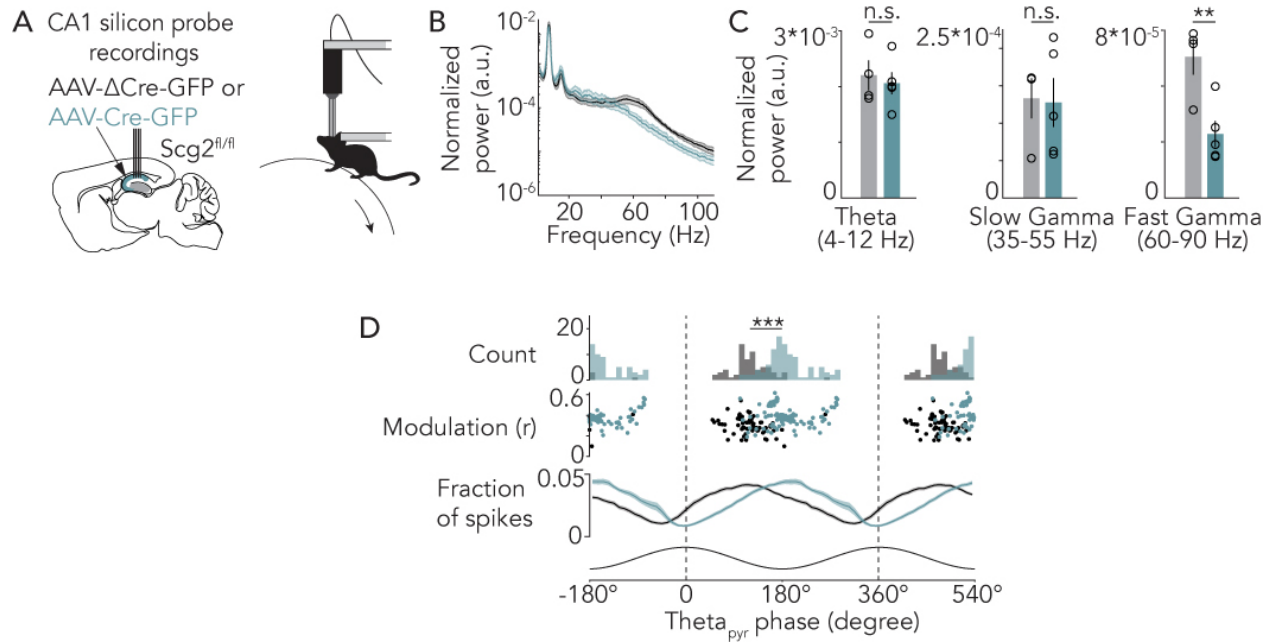 A
CA1 silicon probe
recordings
AAV-ΔCre-GFP or
AAV-Cre-GFP
Scg2fl/fl
B
Normalized
power (a.u.)
10-2
10-4
10-6
20
60
100
Frequency (Hz)
C
Normalized
power (a.u.)
n.s.
3*10-3
0
Theta
(4-12 Hz)
n.s.
2.5*10-4
0
Slow Gamma
(35-55 Hz)
**
8*10-5
0
Fast Gamma
(60-90 Hz)
D
***
Count
20
0
Modulation (r)
0.6
0
Fraction
of spikes
0.05
0
-180° 0 180° 360° 540°
Thetapyr phase (degree)